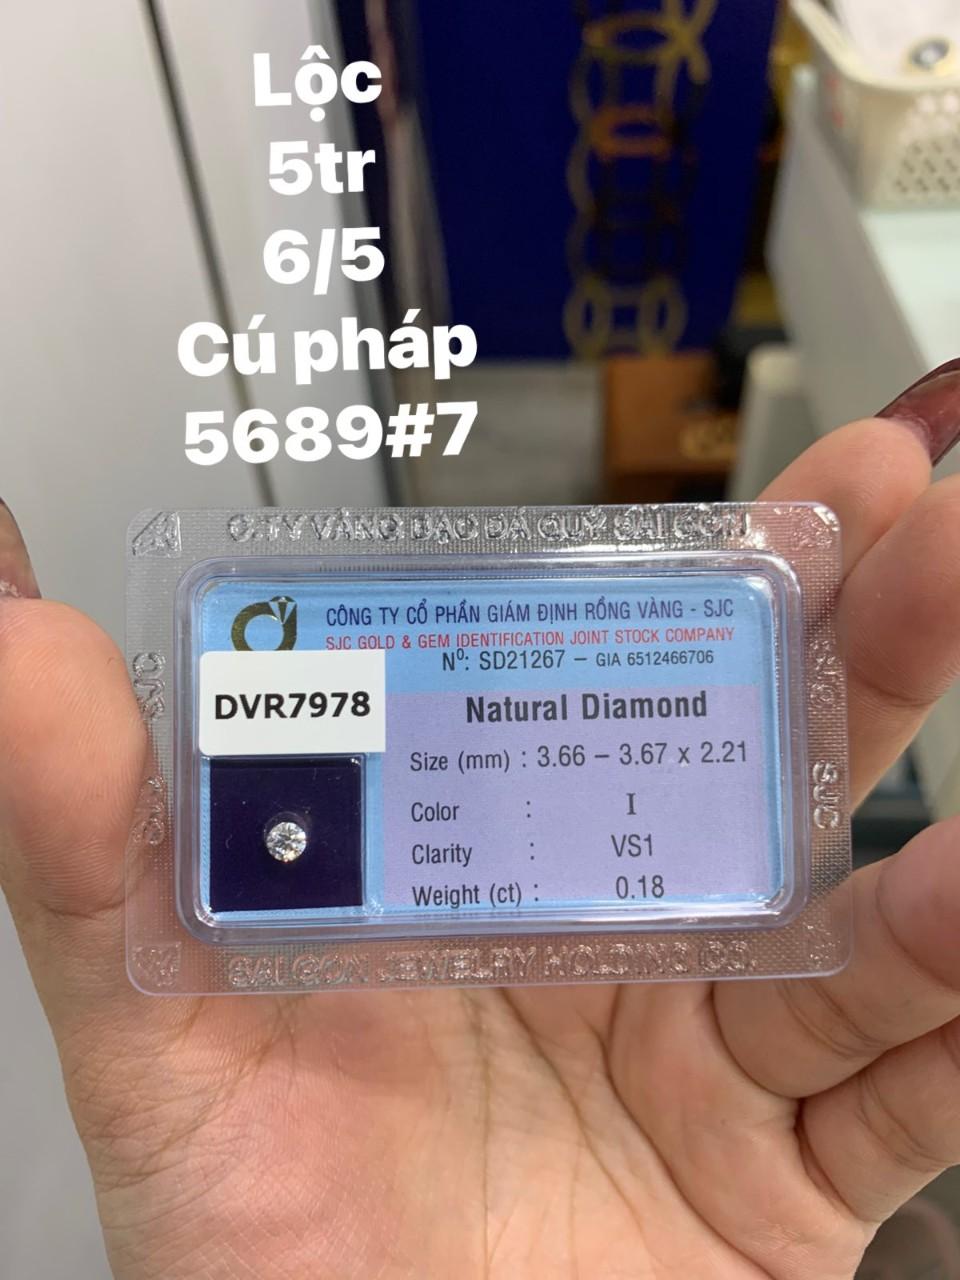 Lộc
5tr
6/5
Cú pháp
5689#7
C.TY VÀNG BẠC ĐÁ QUÝ SÀI GÒN
CÔNG TY CỔ PHẦN GIÁM ĐỊNH RỒNG VÀNG - SJC
SJC GOLD & GEM IDENTIFICATION JOINT STOCK COMPANY
Nº: SD21267 – GIA 6512466706
DVR7978
Natural Diamond
Size (mm) : 3.66 – 3.67 x 2.21
Color : I
Clarity : VS1
Weight (ct) : 0.18
SJC
SJC
SJC
SAI GON JEWELRY HOLDING CO.